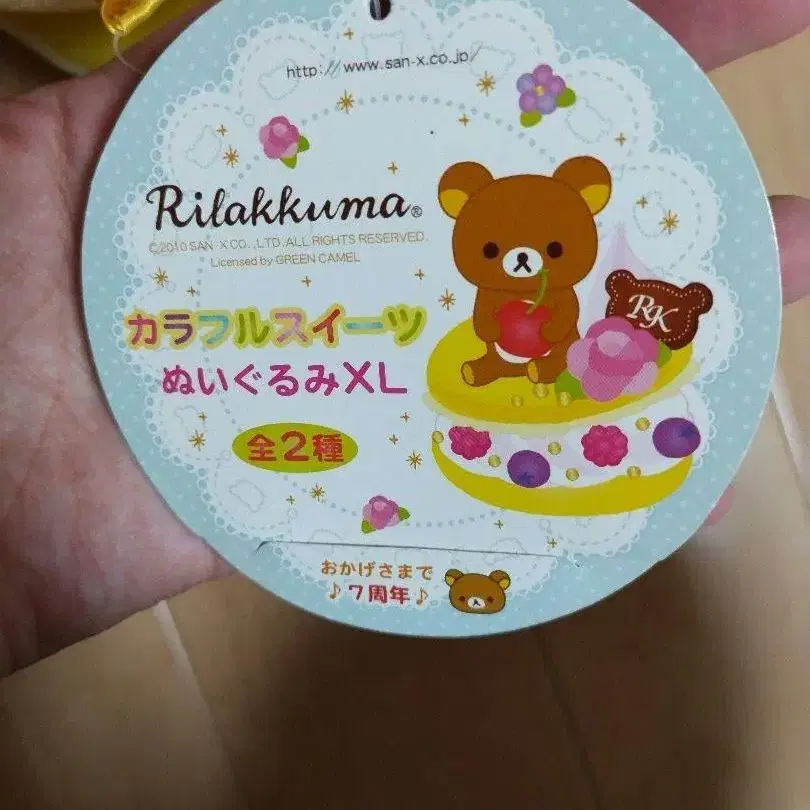 http://www.san-x.co.jp/
Rilakkuma®
©2010 SAN-X CO., LTD. ALL RIGHTS RESERVED.
Licensed by GREEN CAMEL
カラフルスイーツ
ぬいぐるみXL
全2種
RK
おかげさまで
♪7周年♪